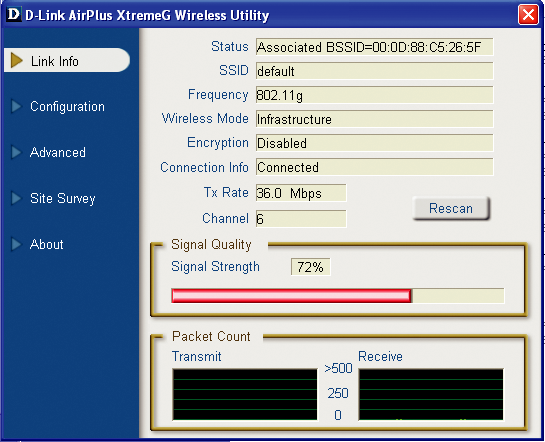 D D-Link AirPlus XtremeG Wireless Utility
Link Info
Configuration
Advanced
Site Survey
About
Status Associated BSSID=00:0D:88:C5:26:5F
SSID default
Frequency 802.11g
Wireless Mode Infrastructure
Encryption Disabled
Connection Info Connected
Tx Rate 36.0 Mbps
Channel 6
Rescan
Signal Quality
Signal Strength 72%
Packet Count
Transmit >500 Receive
250
0